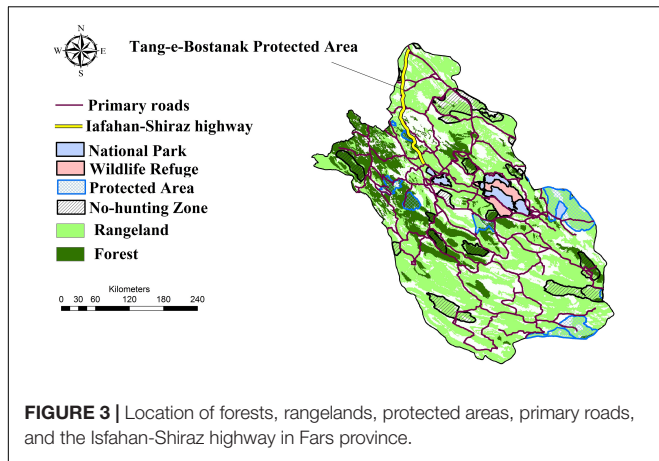 N
W E
S
Tang-e-Bostanak Protected Area
Primary roads
Iafahan-Shiraz highway
National Park
Wildlife Refuge
Protected Area
No-hunting Zone
Rangeland
Forest
Kilometers
0 30 60 120 180 240
FIGURE 3 | Location of forests, rangelands, protected areas, primary roads,
and the Isfahan-Shiraz highway in Fars province.